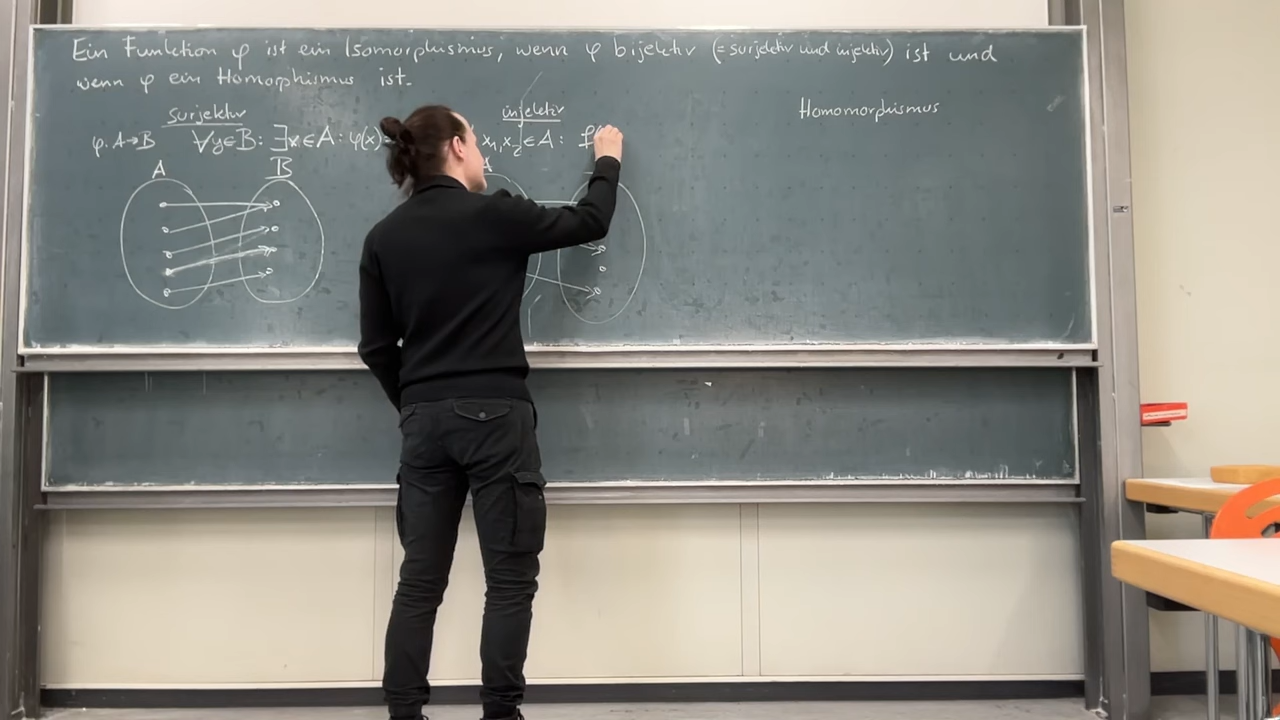 Ein Funktion φ ist ein Isomorphismus, wenn φ bijektiv (= surjektiv und injektiv) ist und
wenn φ ein Homorphismus ist.
surjektiv
φ: A→B ∀y∈B: ∃x∈A: φ(x)=
A B
injektiv
x₁,x₂∈A: f(
A
Homomorphismus